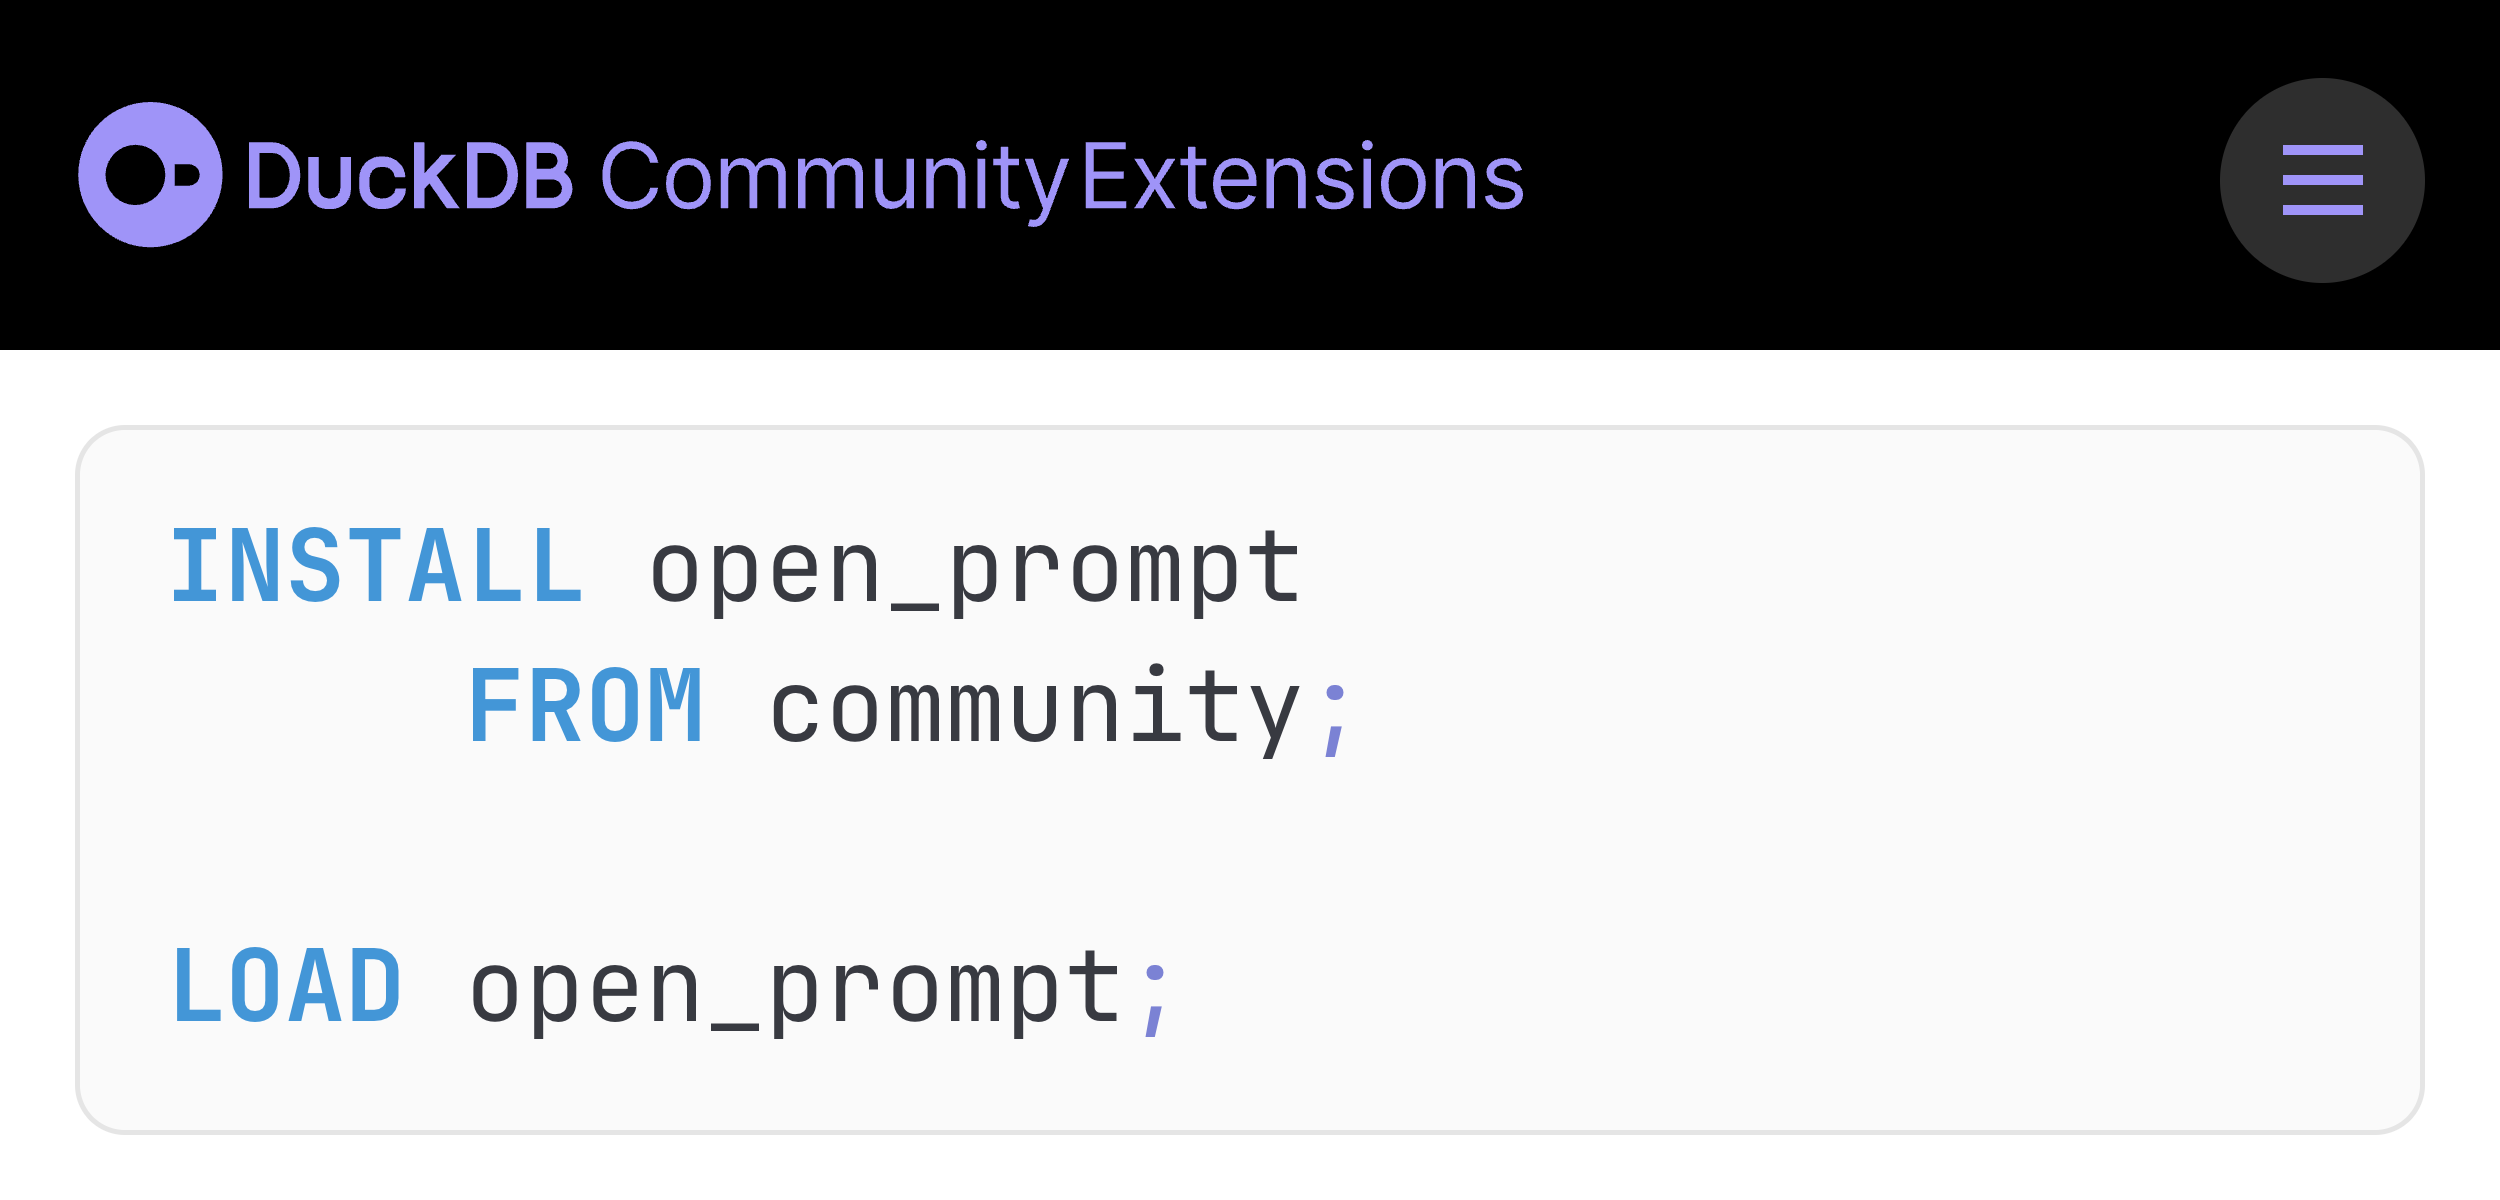 DuckDB Community Extensions
INSTALL open_prompt
FROM community;
LOAD open_prompt;